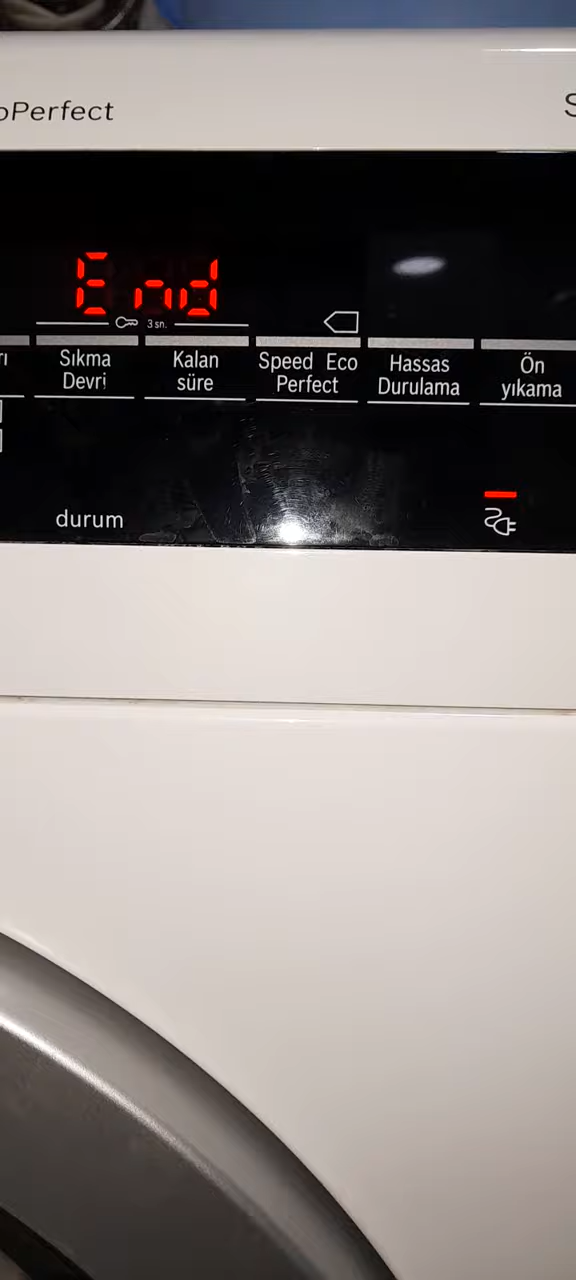 oPerfect
S
End
3 sn.
Sıkma Devri
Kalan süre
Speed Eco Perfect
Hassas Durulama
Ön yıkama
durum